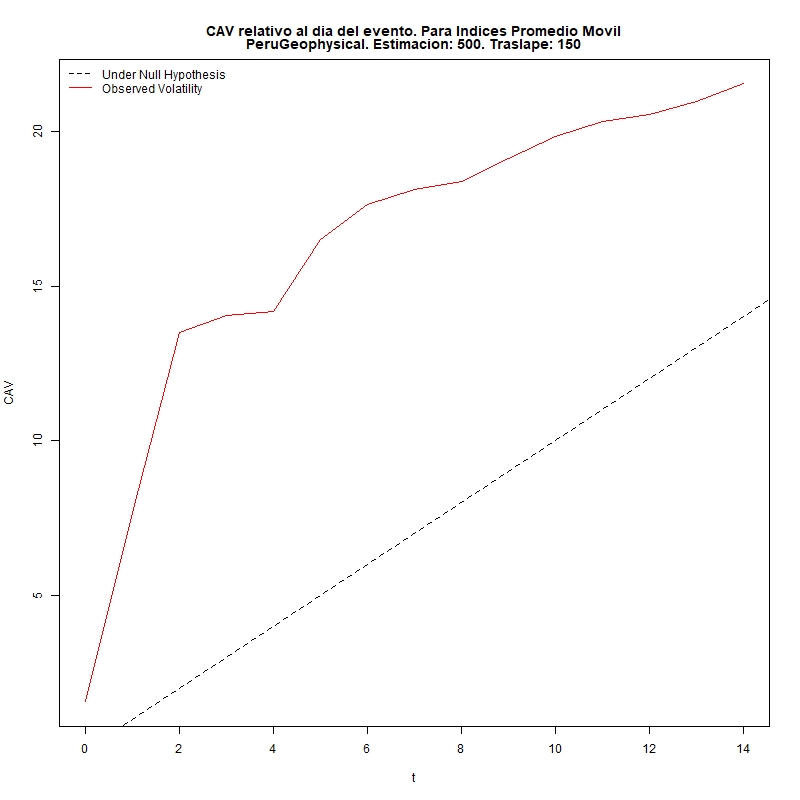 CAV relativo al dia del evento. Para Indices Promedio Movil
PeruGeophysical. Estimacion: 500. Traslape: 150
Under Null Hypothesis
Observed Volatility
20
15
10
5
CAV
0 2 4 6 8 10 12 14
t